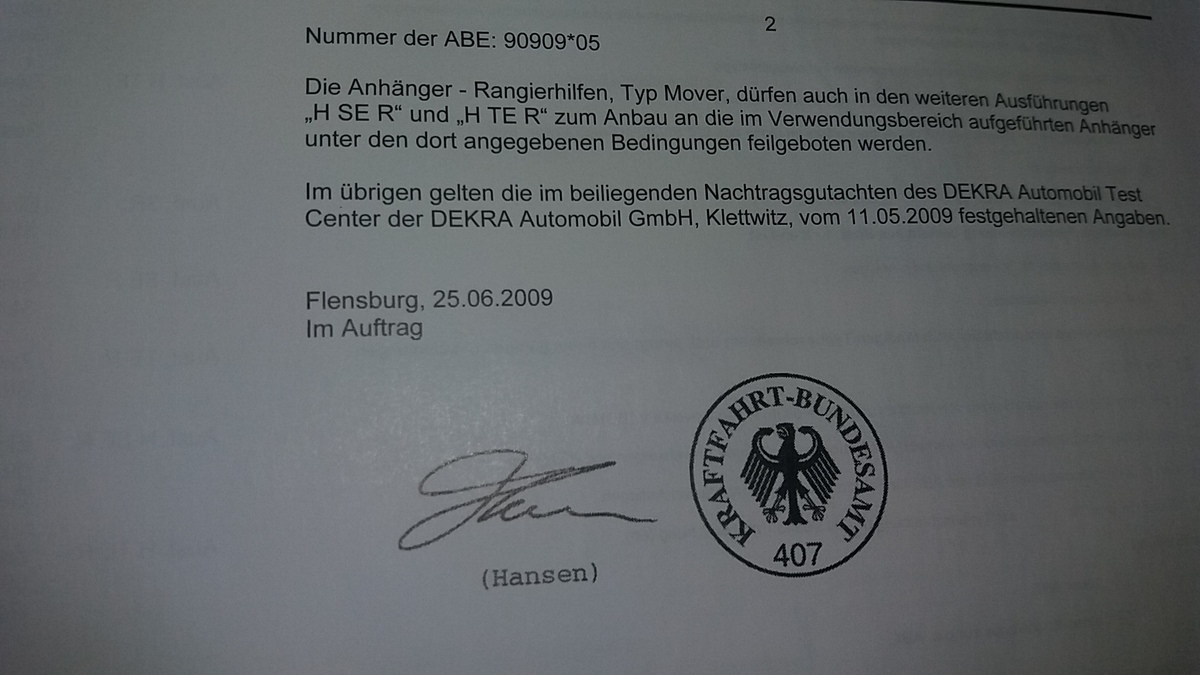 2
Nummer der ABE: 90909*05
Die Anhänger - Rangierhilfen, Typ Mover, dürfen auch in den weiteren Ausführungen
„H SE R“ und „H TE R“ zum Anbau an die im Verwendungsbereich aufgeführten Anhänger
unter den dort angegebenen Bedingungen feilgeboten werden.
Im übrigen gelten die im beiliegenden Nachtragsgutachten des DEKRA Automobil Test
Center der DEKRA Automobil GmbH, Klettwitz, vom 11.05.2009 festgehaltenen Angaben.
Flensburg, 25.06.2009
Im Auftrag
(Hansen)
KRAFTFAHRT-BUNDESAMT
407